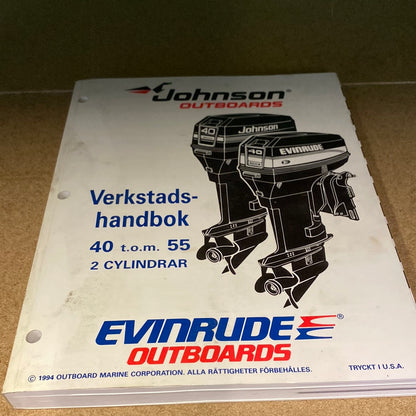 Johnson®
OUTBOARDS
40
Johnson
40
EVINRUDE
Verkstads-
handbok
40 t.o.m. 55
2 CYLINDRAR
EVINRUDE®
OUTBOARDS
© 1994 OUTBOARD MARINE CORPORATION. ALLA RÄTTIGHETER FÖRBEHÅLLES.
TRYCKT I U.S.A.